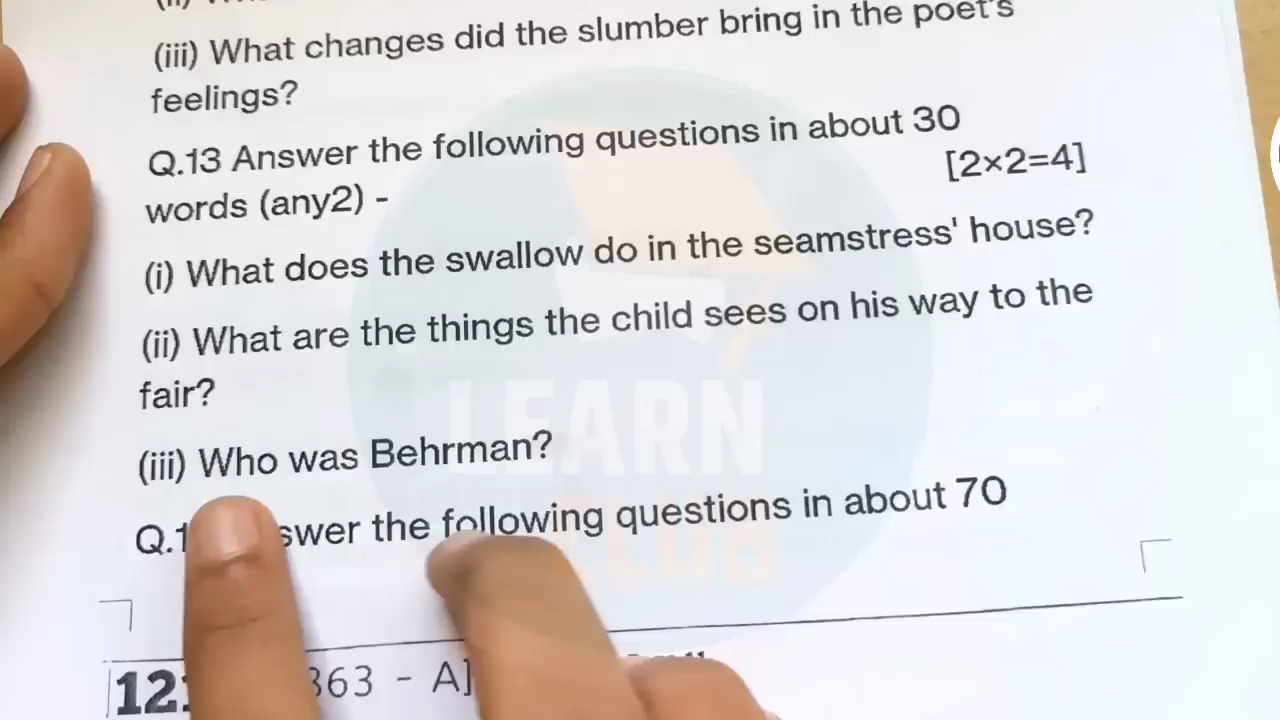 (iii) What changes did the slumber bring in the poet's
feelings?
Q.13 Answer the following questions in about 30
words (any2) -
[2×2=4]
(i) What does the swallow do in the seamstress' house?
(ii) What are the things the child sees on his way to the
fair?
(iii) Who was Behrman?
the following questions in about 70
LEARN
CLUB
363 - A]